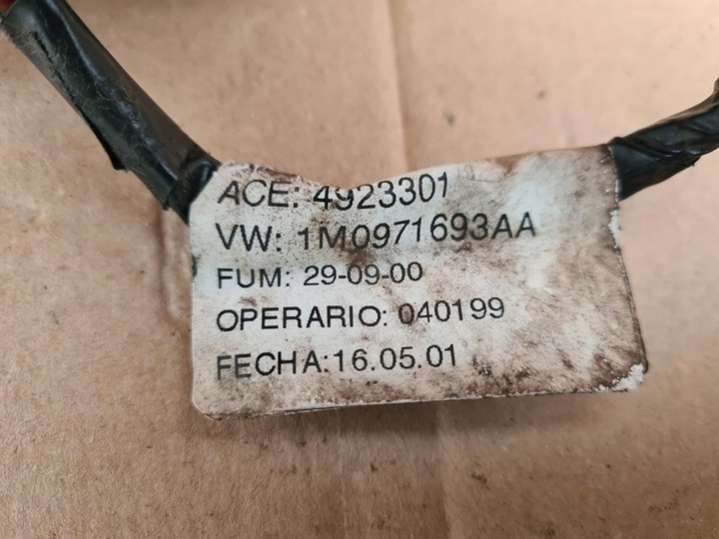 ACE: 4923301
VW: 1M0971693AA
FUM: 29-09-00
OPERARIO: 040199
FECHA:16.05.01